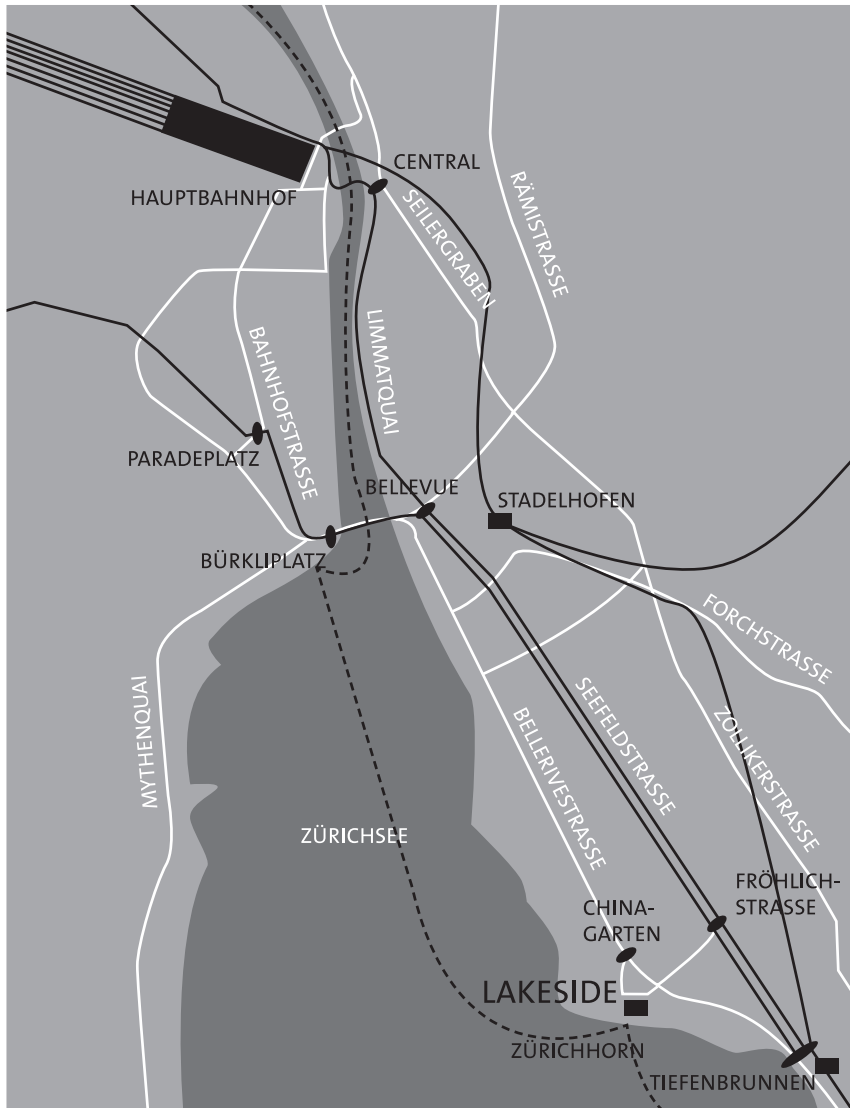 CENTRAL
HAUPTBAHNHOF
SEILERGRABEN
RÄMISTRASSE
BAHNHOFSTRASSE
LIMMATQUAI
PARADEPLATZ
BELLEVUE
STADELHOFEN
BÜRKLIPLATZ
FORCHSTRASSE
MYTHENQUAI
SEEFELDSTRASSE
BELLERIVESTRASSE
ZOLLIKERSTRASSE
ZÜRICHSEE
FRÖHLICH-
STRASSE
CHINA-
GARTEN
LAKESIDE
ZÜRICHHORN
TIEFENBRUNNEN